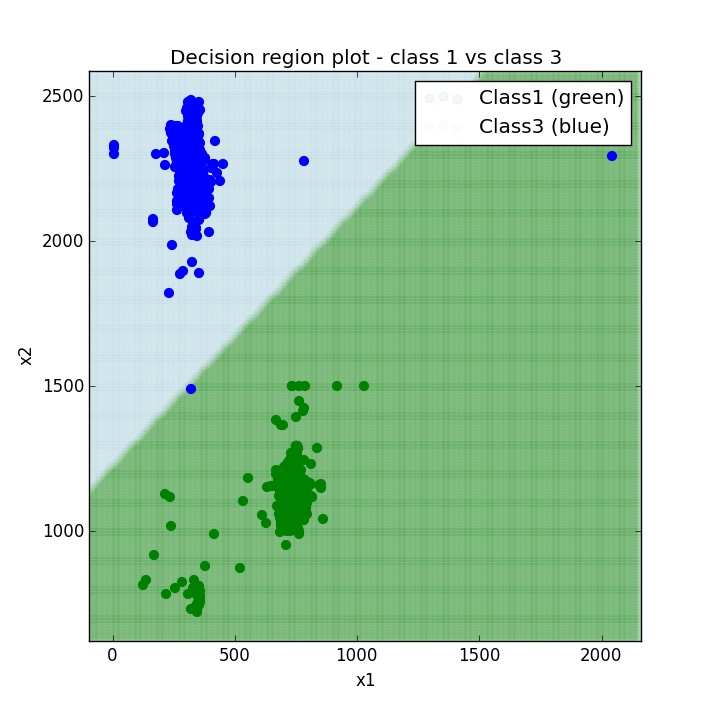 Decision region plot - class 1 vs class 3
Class1 (green)
Class3 (blue)
2500
2000
1500
1000
x2
0 500 1000 1500 2000
x1